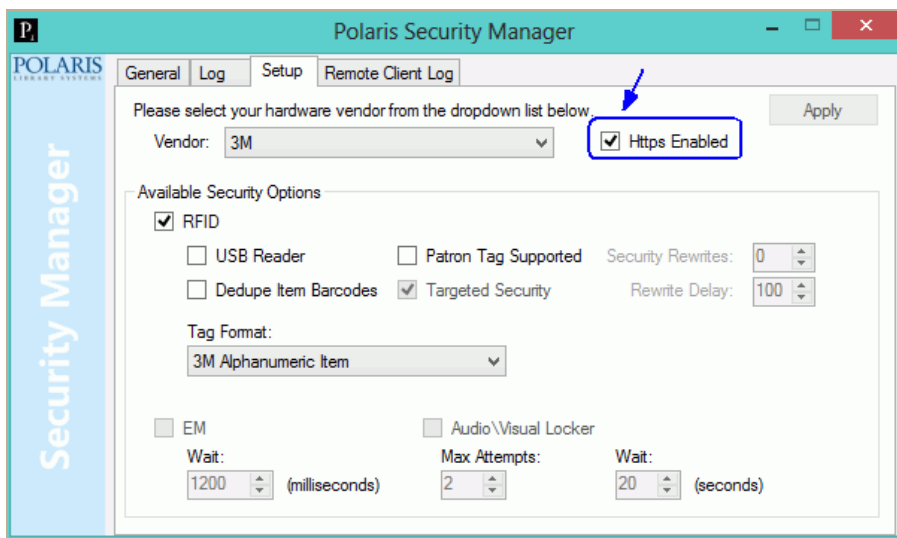 P.
Polaris Security Manager
POLARIS
LIBRARY SYSTEMS
Security Manager
General Log Setup Remote Client Log
Please select your hardware vendor from the dropdown list below.
Apply
Vendor: 3M Https Enabled
Available Security Options
RFID
USB Reader Patron Tag Supported Security Rewrites: 0
Dedupe Item Barcodes Targeted Security Rewrite Delay: 100
Tag Format:
3M Alphanumeric Item
EM Audio\Visual Locker
Wait: Max Attempts: Wait:
1200 (milliseconds) 2 20 (seconds)